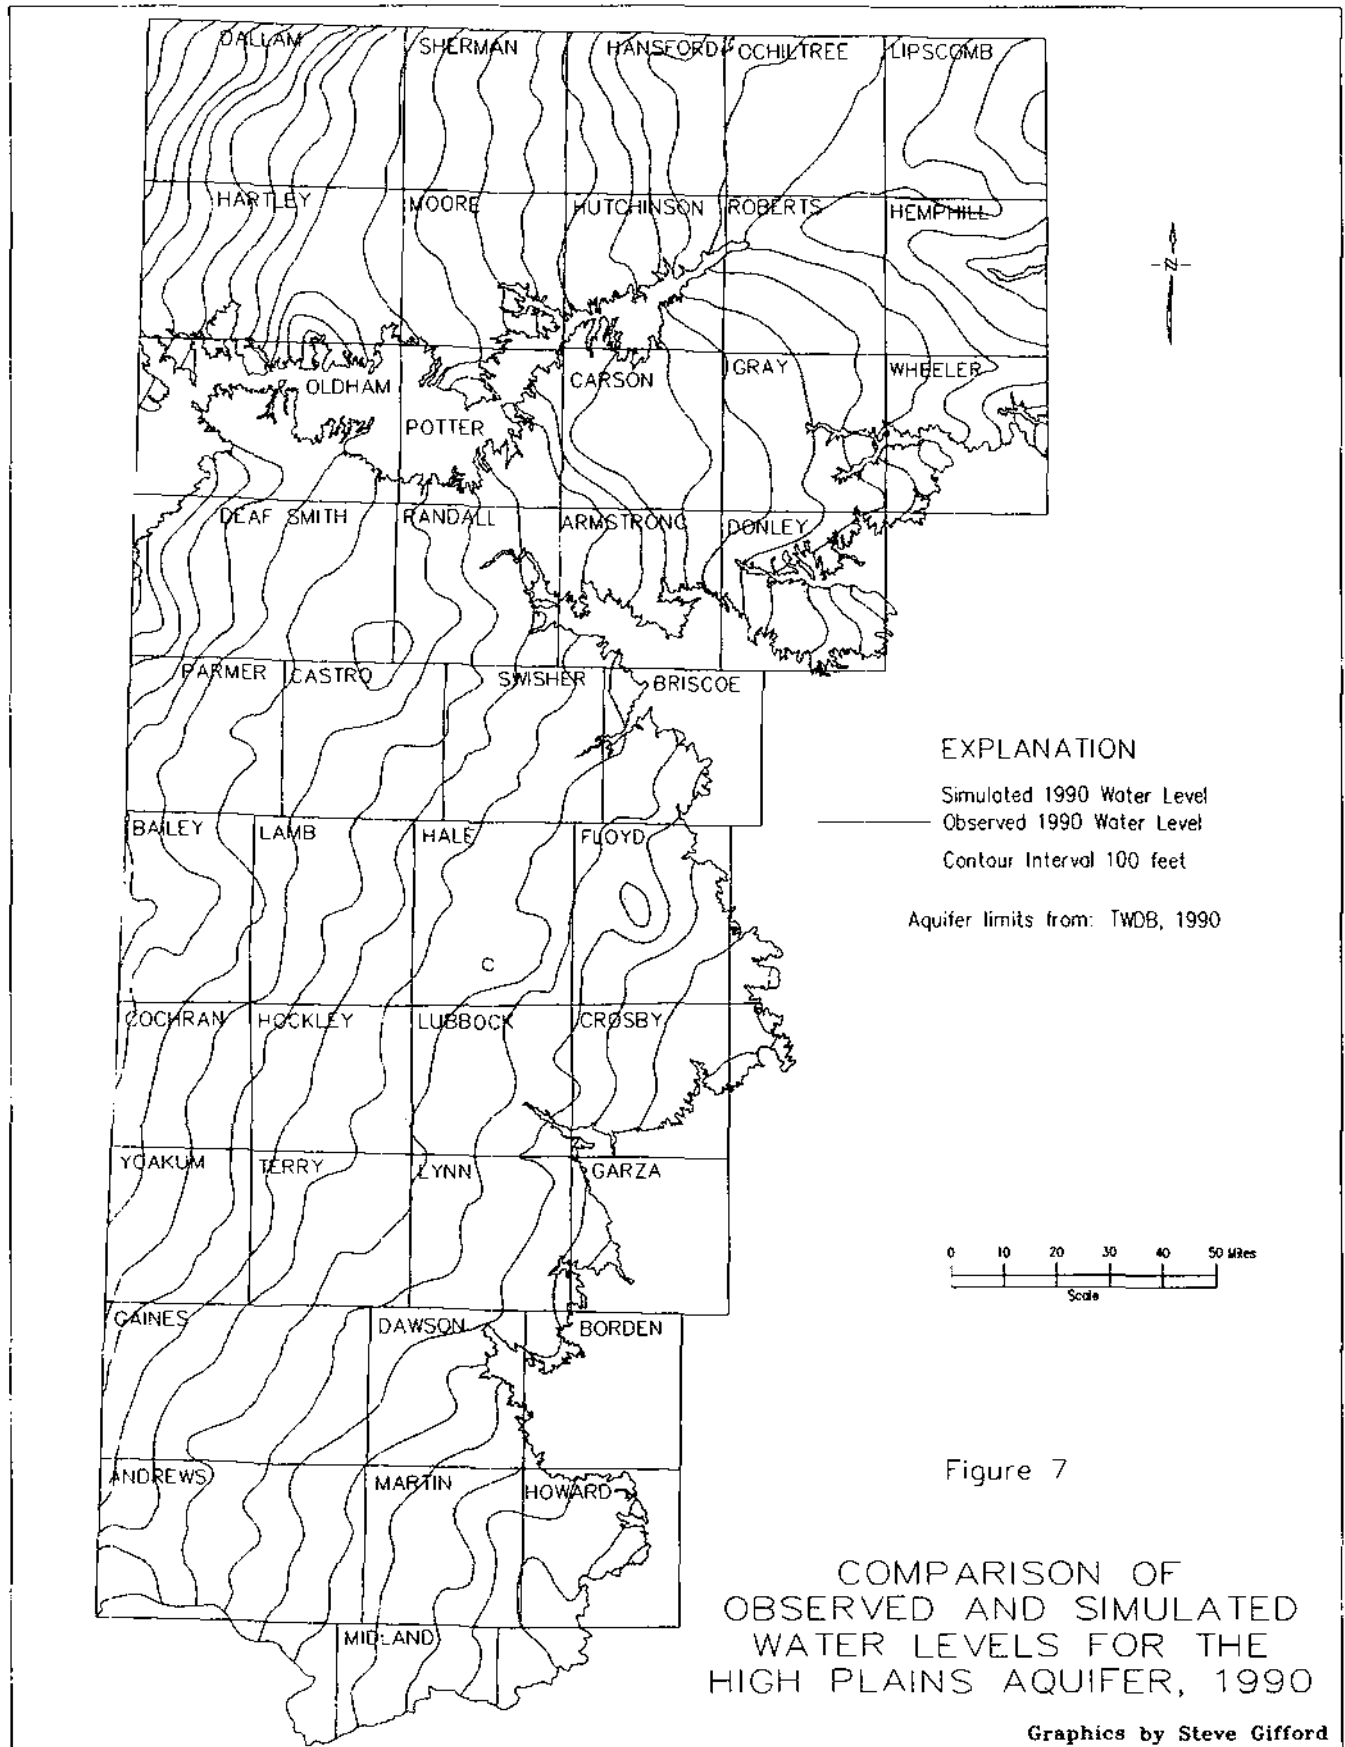 DALLAM SHERMAN HANSFORD OCHILTREE LIPSCOMB
HARTLEY MOORE HUTCHINSON ROBERTS HEMPHILL
N
OLDHAM CARSON GRAY WHEELER
POTTER
DEAF SMITH RANDALL ARMSTRONG DONLEY
PARMER CASTRO SWISHER BRISCOE
EXPLANATION
Simulated 1990 Water Level
Observed 1990 Water Level
Contour Interval 100 feet
Aquifer limits from: TWDB, 1990
BAILEY LAMB HALE FLOYD
C
COCHRAN HOCKLEY LUBBOCK CROSBY
YOAKUM TERRY LYNN GARZA
0 10 20 30 40 50 Miles
Scale
GAINES DAWSON BORDEN
ANDREWS MARTIN HOWARD
MIDLAND
Figure 7
COMPARISON OF
OBSERVED AND SIMULATED
WATER LEVELS FOR THE
HIGH PLAINS AQUIFER, 1990
Graphics by Steve Gifford